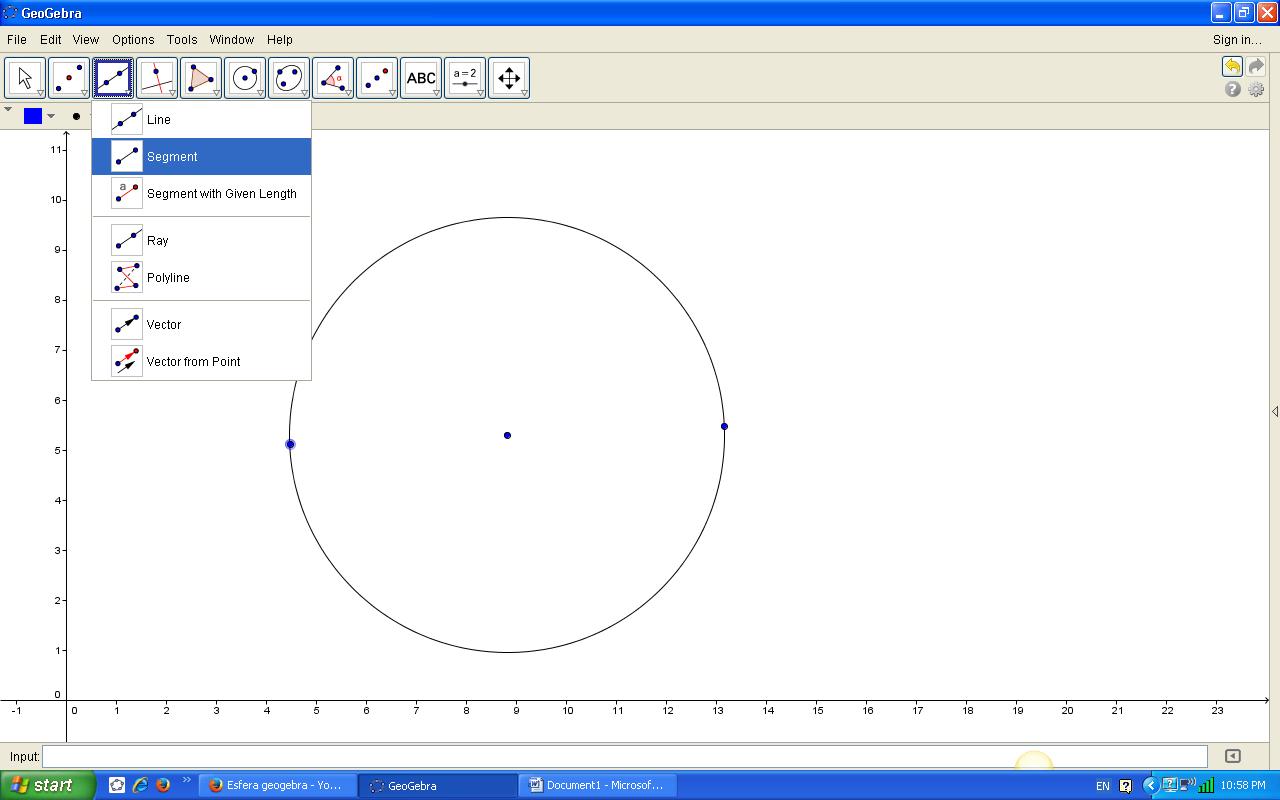 GeoGebra
File Edit View Options Tools Window Help Sign in...
α ABC a=2
Line
Segment
a Segment with Given Length
Ray
Polyline
Vector
Vector from Point
11
10
9
8
7
6
5
4
3
2
1
0
-1 0 1 2 3 4 5 6 7 8 9 10 11 12 13 14 15 16 17 18 19 20 21 22 23
Input:
start Esfera geogebra - Yo... GeoGebra Document1 - Microsof... EN 10:58 PM